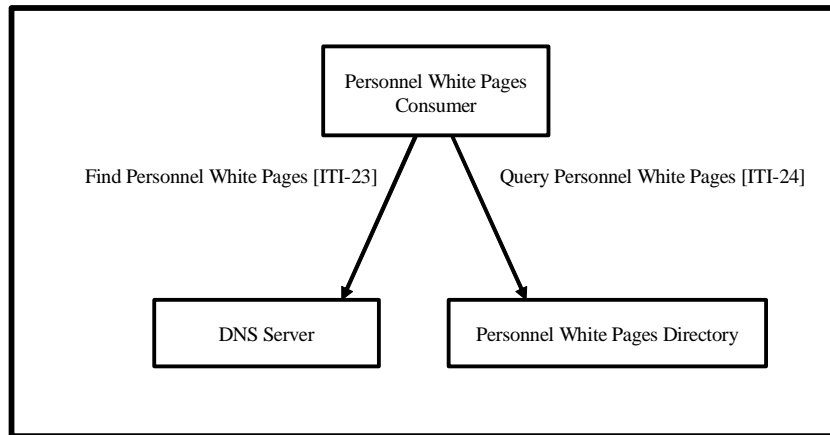 Personnel White Pages
Consumer
Find Personnel White Pages [ITI-23]
Query Personnel White Pages [ITI-24]
DNS Server
Personnel White Pages Directory